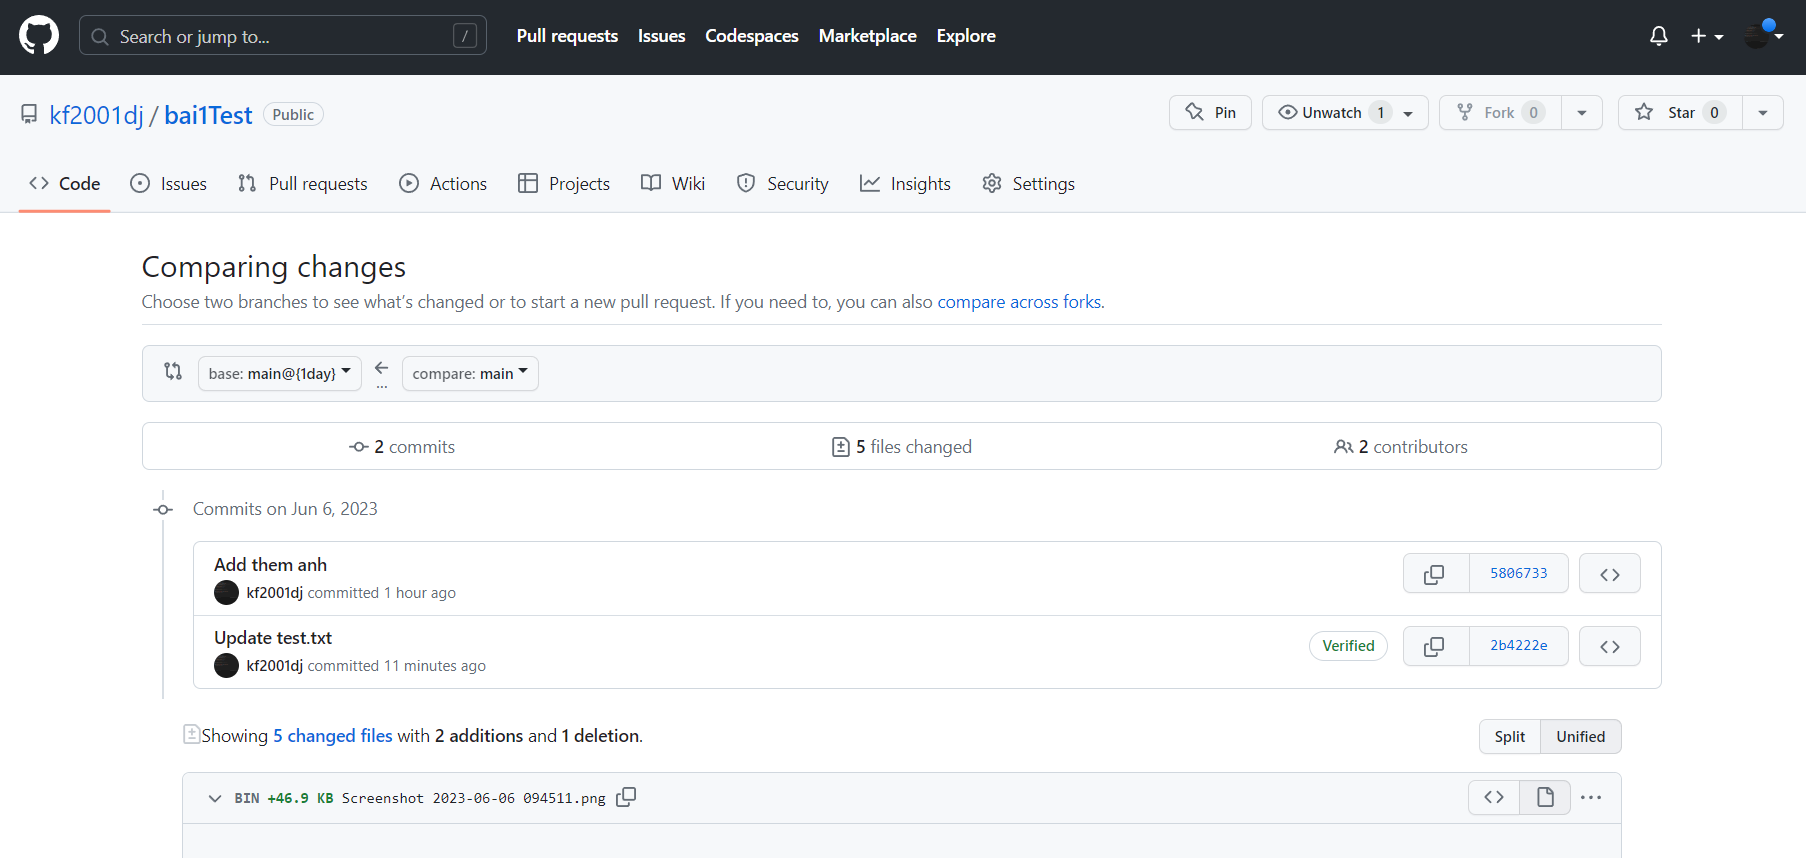 Search or jump to... /
Pull requests Issues Codespaces Marketplace Explore
kf2001dj / bai1Test Public
Pin Unwatch 1 Fork 0 Star 0
Code Issues Pull requests Actions Projects Wiki Security Insights Settings
Comparing changes
Choose two branches to see what's changed or to start a new pull request. If you need to, you can also compare across forks.
base: main@{1day} ... compare: main
2 commits 5 files changed 2 contributors
Commits on Jun 6, 2023
Add them anh
kf2001dj committed 1 hour ago
5806733
Update test.txt
kf2001dj committed 11 minutes ago
Verified 2b4222e
Showing 5 changed files with 2 additions and 1 deletion.
Split Unified
BIN +46.9 KB Screenshot 2023-06-06 094511.png